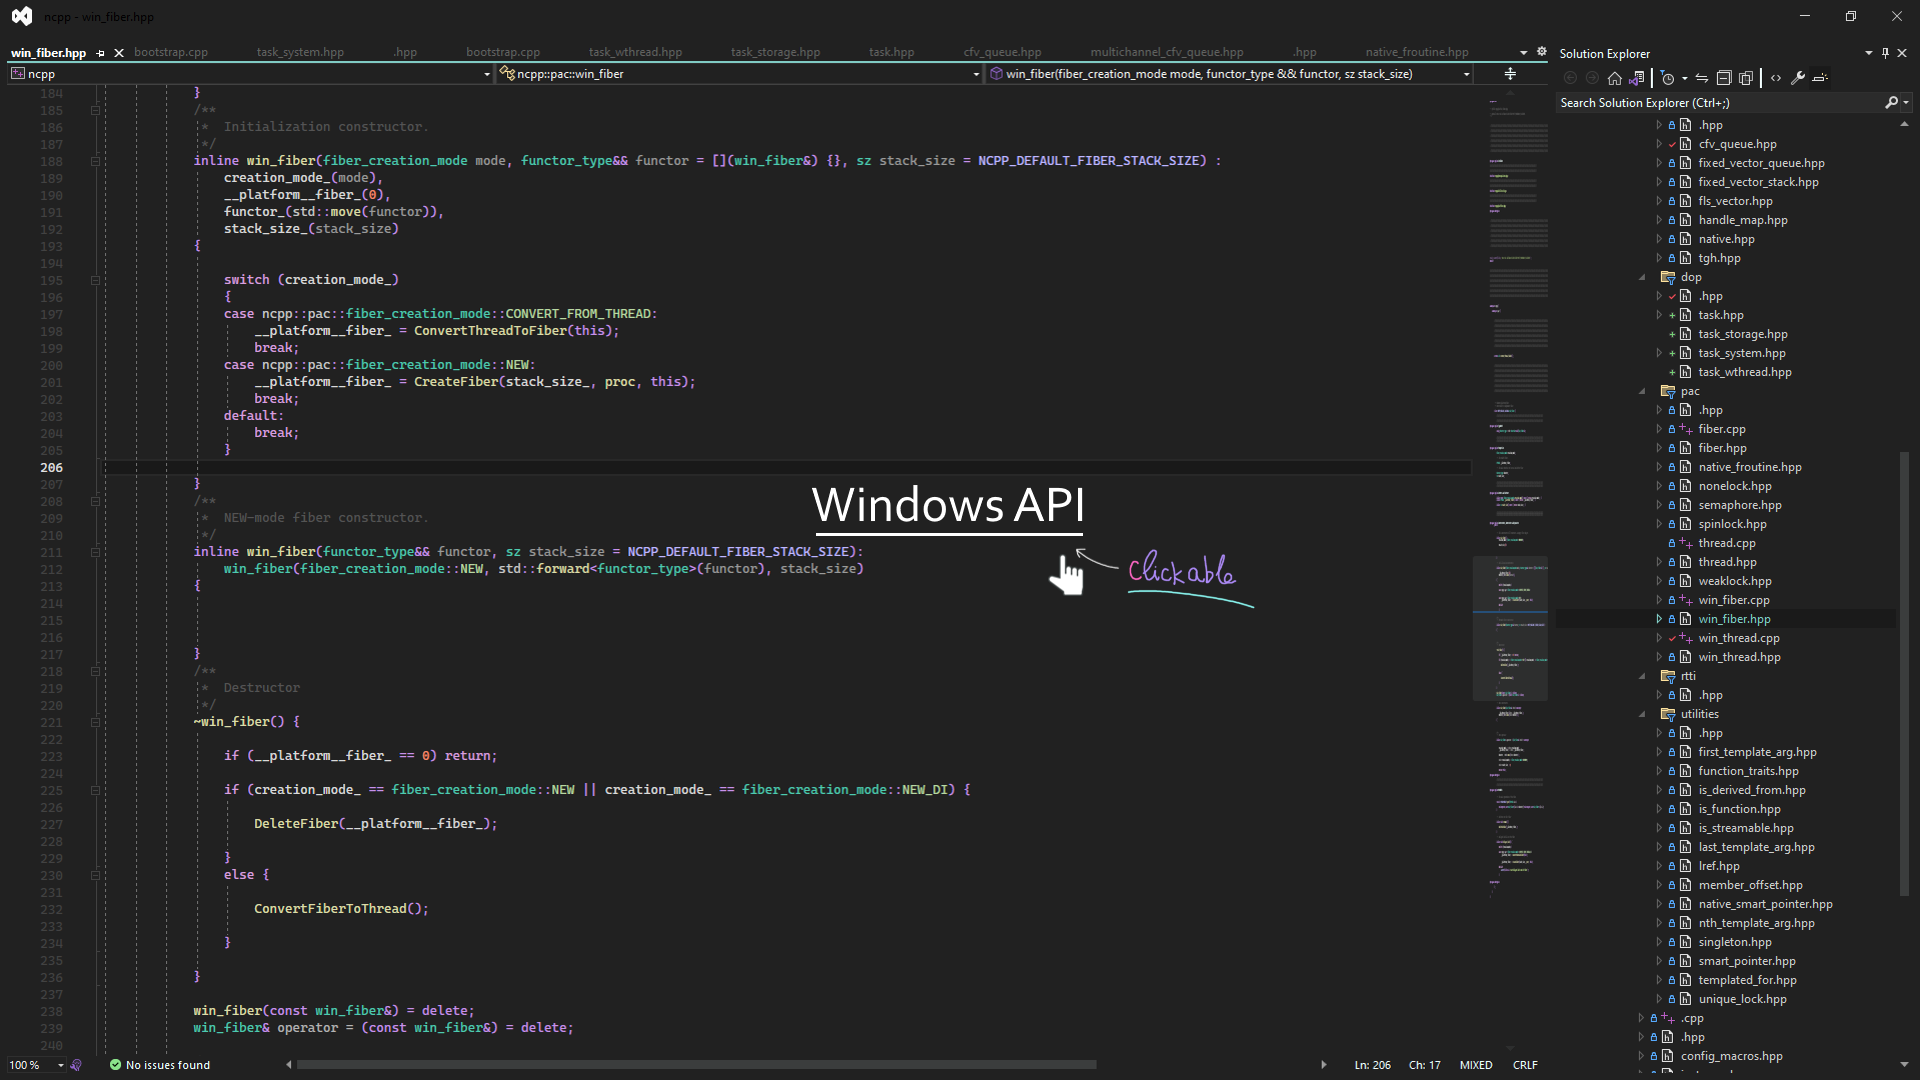 ncpp - win_fiber.hpp
win_fiber.hpp bootstrap.cpp task_system.hpp .hpp bootstrap.cpp task_wthread.hpp task_storage.hpp task.hpp cfv_queue.hpp multichannel_cfv_queue.hpp .hpp native_froutine.hpp
ncpp ncpp::pac::win_fiber win_fiber(fiber_creation_mode mode, functor_type && functor, sz stack_size)
184 }
185 /**
186 * Initialization constructor.
187 */
188 inline win_fiber(fiber_creation_mode mode, functor_type&& functor = [](win_fiber&) {}, sz stack_size = NCPP_DEFAULT_FIBER_STACK_SIZE) :
189 creation_mode_(mode),
190 __platform__fiber_(0),
191 functor_(std::move(functor)),
192 stack_size_(stack_size)
193 {
194
195 switch (creation_mode_)
196 {
197 case ncpp::pac::fiber_creation_mode::CONVERT_FROM_THREAD:
198 __platform__fiber_ = ConvertThreadToFiber(this);
199 break;
200 case ncpp::pac::fiber_creation_mode::NEW:
201 __platform__fiber_ = CreateFiber(stack_size_, proc, this);
202 break;
203 default:
204 break;
205 }
206
207 }
208 /**
209 * NEW-mode fiber constructor.
210 */
211 inline win_fiber(functor_type&& functor, sz stack_size = NCPP_DEFAULT_FIBER_STACK_SIZE):
212 win_fiber(fiber_creation_mode::NEW, std::forward<functor_type>(functor), stack_size)
213 {
214
215
216
217 }
218 /**
219 * Destructor
220 */
221 ~win_fiber() {
222
223 if (__platform__fiber_ == 0) return;
224
225 if (creation_mode_ == fiber_creation_mode::NEW || creation_mode_ == fiber_creation_mode::NEW_DI) {
226
227 DeleteFiber(__platform__fiber_);
228
229 }
230 else {
231
232 ConvertFiberToThread();
233
234 }
235
236 }
237
238 win_fiber(const win_fiber&) = delete;
239 win_fiber& operator = (const win_fiber&) = delete;
240
Windows API
Clickable
100 % No issues found Ln: 206 Ch: 17 MIXED CRLF
Solution Explorer
Search Solution Explorer (Ctrl+;)
.hpp
cfv_queue.hpp
fixed_vector_queue.hpp
fixed_vector_stack.hpp
fls_vector.hpp
handle_map.hpp
native.hpp
tgh.hpp
dop
.hpp
task.hpp
task_storage.hpp
task_system.hpp
task_wthread.hpp
pac
.hpp
fiber.cpp
fiber.hpp
native_froutine.hpp
nonelock.hpp
semaphore.hpp
spinlock.hpp
thread.cpp
thread.hpp
weaklock.hpp
win_fiber.cpp
win_fiber.hpp
win_thread.cpp
win_thread.hpp
rtti
.hpp
utilities
.hpp
first_template_arg.hpp
function_traits.hpp
is_derived_from.hpp
is_function.hpp
is_streamable.hpp
last_template_arg.hpp
lref.hpp
member_offset.hpp
native_smart_pointer.hpp
nth_template_arg.hpp
singleton.hpp
smart_pointer.hpp
templated_for.hpp
unique_lock.hpp
.cpp
.hpp
config_macros.hpp